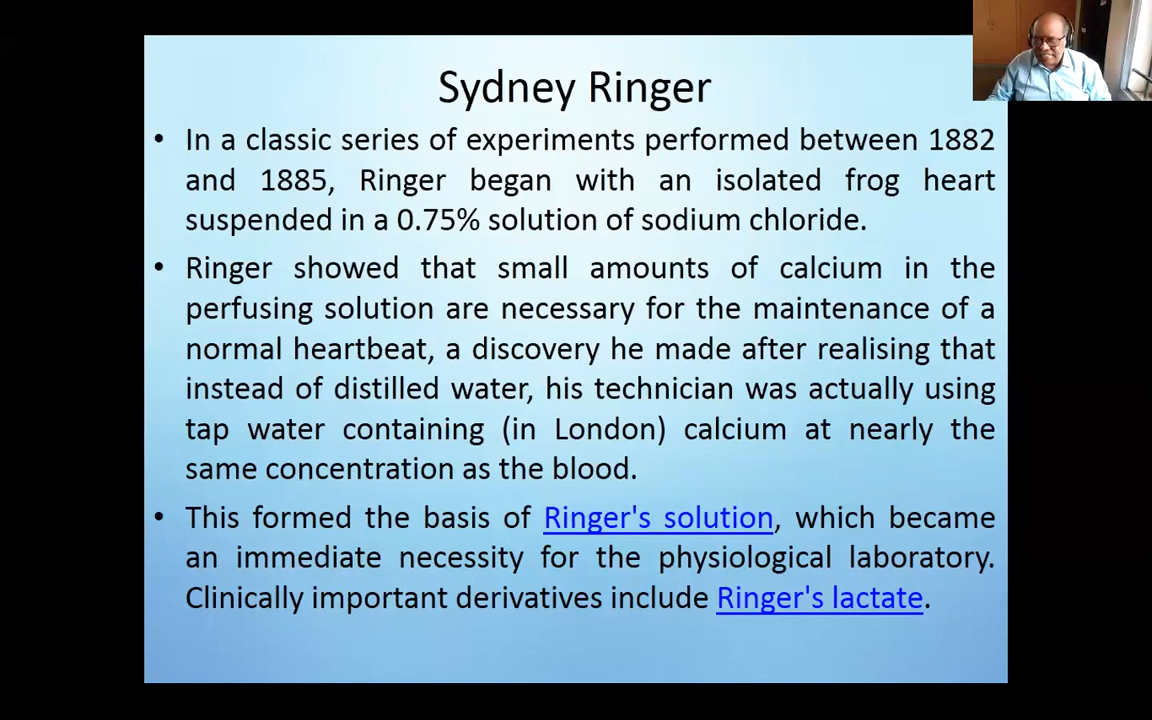 Sydney Ringer
• In a classic series of experiments performed between 1882
and 1885, Ringer began with an isolated frog heart
suspended in a 0.75% solution of sodium chloride.
• Ringer showed that small amounts of calcium in the
perfusing solution are necessary for the maintenance of a
normal heartbeat, a discovery he made after realising that
instead of distilled water, his technician was actually using
tap water containing (in London) calcium at nearly the
same concentration as the blood.
• This formed the basis of Ringer's solution, which became
an immediate necessity for the physiological laboratory.
Clinically important derivatives include Ringer's lactate.